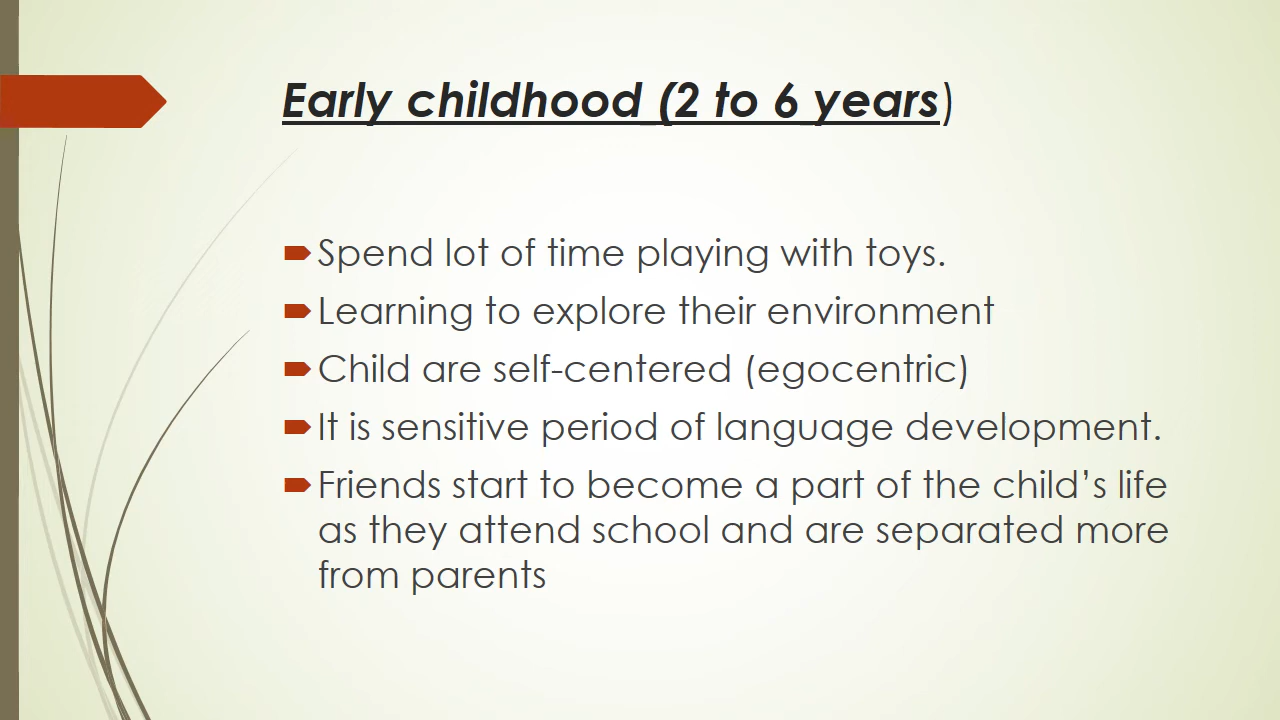 Early childhood (2 to 6 years)
Spend lot of time playing with toys.
Learning to explore their environment
Child are self-centered (egocentric)
It is sensitive period of language development.
Friends start to become a part of the child's life
as they attend school and are separated more
from parents